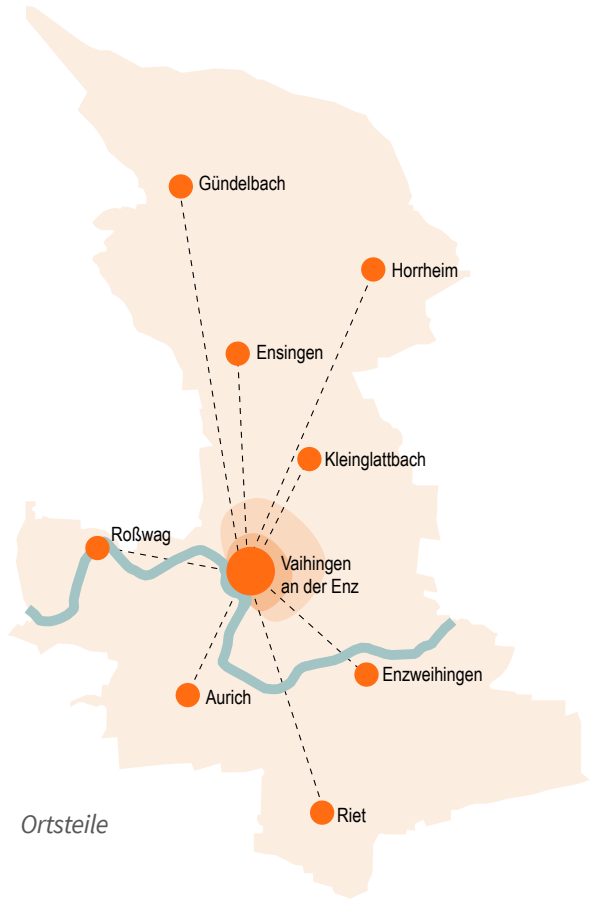 Gündelbach
Horrheim
Ensingen
Kleinglattbach
Roßwag
Vaihingen
an der Enz
Enzweihingen
Aurich
Riet
Ortsteile